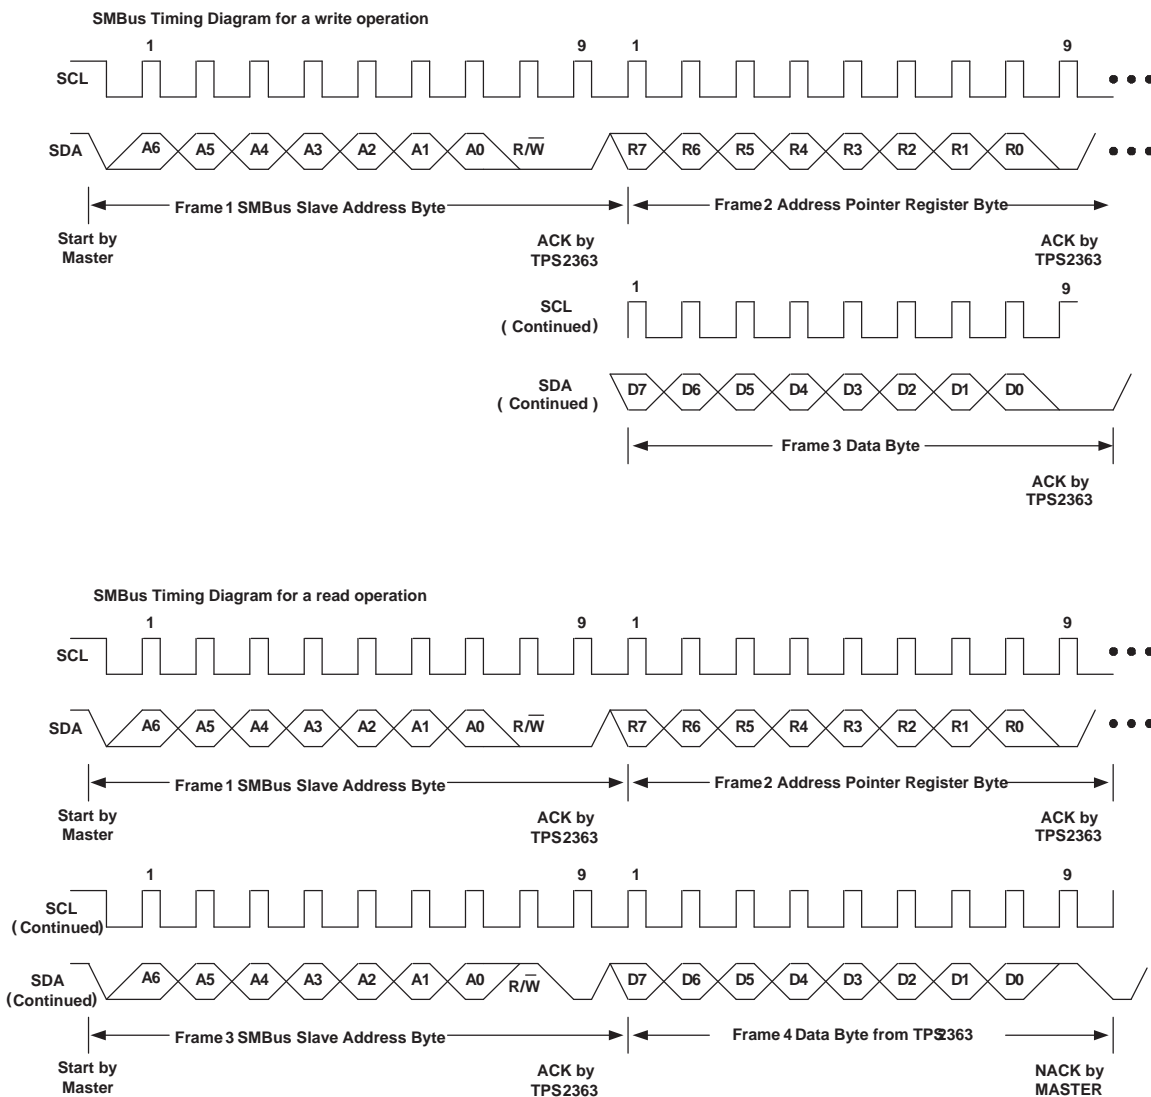 SMBus Timing Diagram for a write operation
1 9 1 9
SCL
SDA A6 A5 A4 A3 A2 A1 A0 R/W̅ R7 R6 R5 R4 R3 R2 R1 R0
Frame 1 SMBus Slave Address Byte Frame 2 Address Pointer Register Byte
Start by
Master
ACK by
TPS2363
ACK by
TPS2363
1 9
SCL
( Continued)
SDA
( Continued )
D7 D6 D5 D4 D3 D2 D1 D0
Frame 3 Data Byte
ACK by
TPS2363
SMBus Timing Diagram for a read operation
1 9 1 9
SCL
SDA A6 A5 A4 A3 A2 A1 A0 R/W̅ R7 R6 R5 R4 R3 R2 R1 R0
Frame 1 SMBus Slave Address Byte Frame 2 Address Pointer Register Byte
Start by
Master
ACK by
TPS2363
ACK by
TPS2363
1 9 1 9
SCL
( Continued)
SDA
(Continued)
A6 A5 A4 A3 A2 A1 A0 R/W̅ D7 D6 D5 D4 D3 D2 D1 D0
Frame 3 SMBus Slave Address Byte Frame 4 Data Byte from TPS2363
Start by
Master
ACK by
TPS2363
NACK by
MASTER